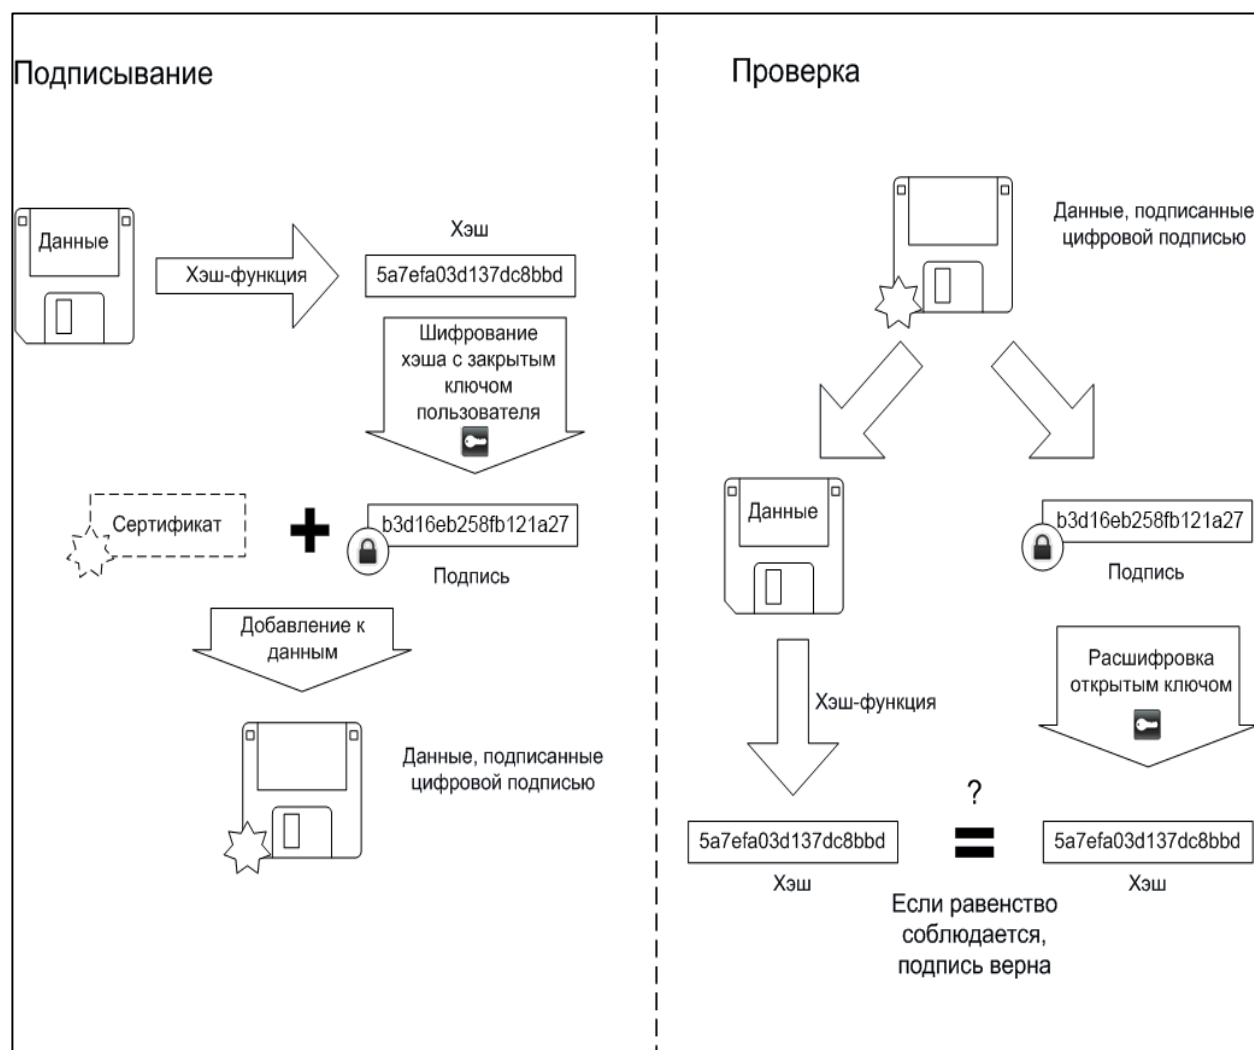 Подписывание
Данные
Хэш-функция
Хэш
5a7efa03d137dc8bbd
Шифрование
хэша с закрытым
ключом
пользователя
Сертификат
+
b3d16eb258fb121a27
Подпись
Добавление к
данным
Данные, подписанные
цифровой подписью
Проверка
Данные, подписанные
цифровой подписью
Данные
b3d16eb258fb121a27
Подпись
Хэш-функция
Расшифровка
открытым ключом
5a7efa03d137dc8bbd
Хэш
?
=
5a7efa03d137dc8bbd
Хэш
Если равенство
соблюдается,
подпись верна